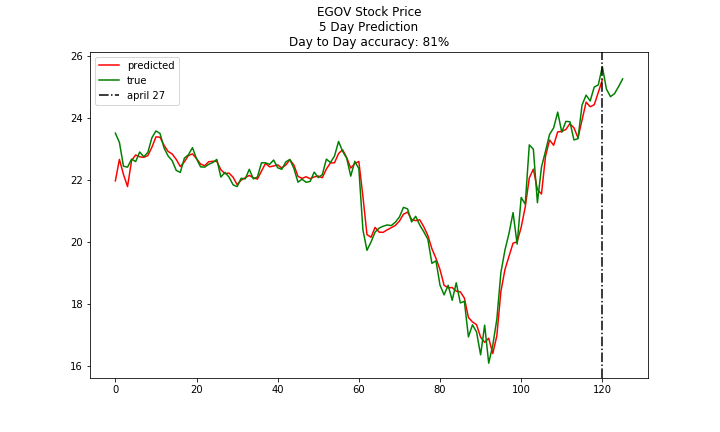 EGOV Stock Price
5 Day Prediction
Day to Day accuracy: 81%
predicted
true
april 27
26
24
22
20
18
16
0 20 40 60 80 100 120